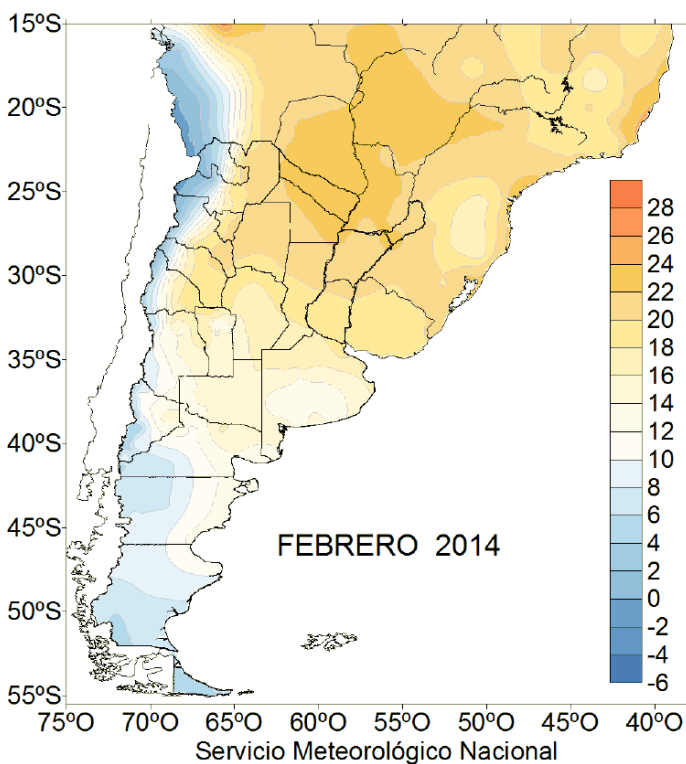 15ºS
20ºS
25ºS
30ºS
35ºS
40ºS
45ºS
50ºS
55ºS
28
26
24
22
20
18
16
14
12
10
8
6
4
2
0
-2
-4
-6
FEBRERO 2014
75ºO 70ºO 65ºO 60ºO 55ºO 50ºO 45ºO 40ºO
Servicio Meteorológico Nacional